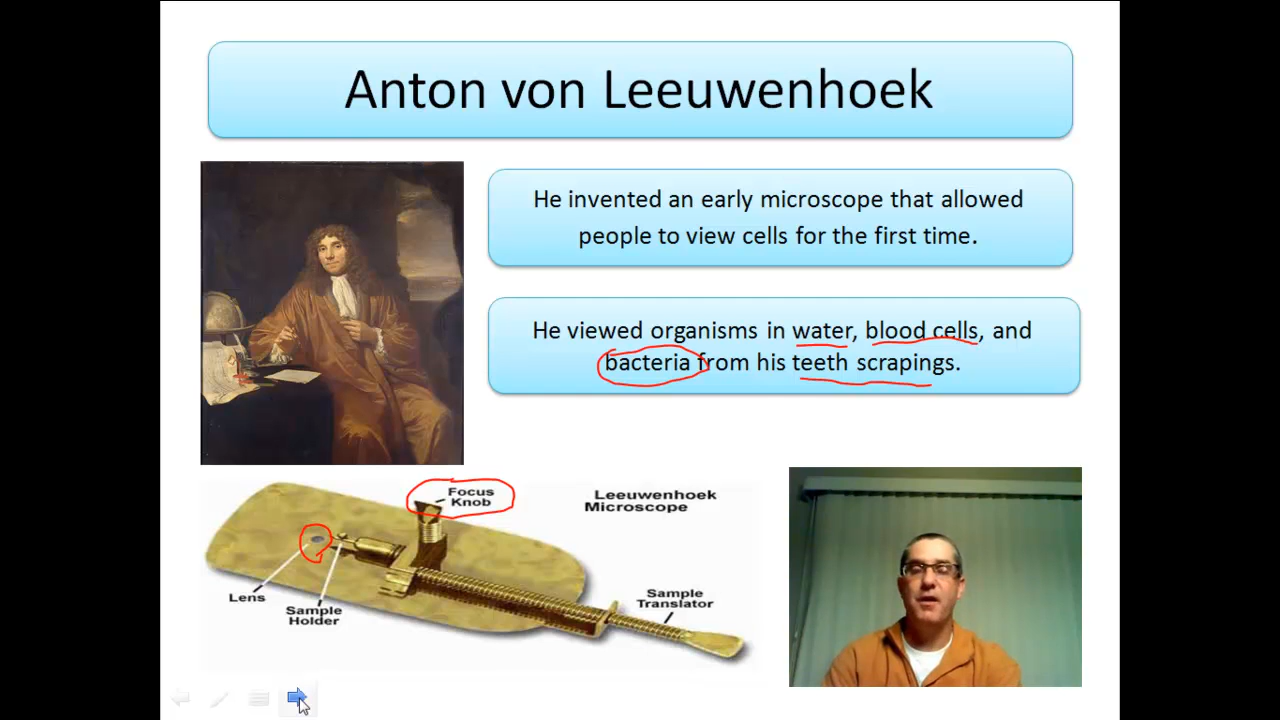 Anton von Leeuwenhoek
He invented an early microscope that allowed
people to view cells for the first time.
He viewed organisms in water, blood cells, and
bacteria from his teeth scrapings.
Focus
Knob
Leeuwenhoek
Microscope
Lens
Sample
Holder
Sample
Translator